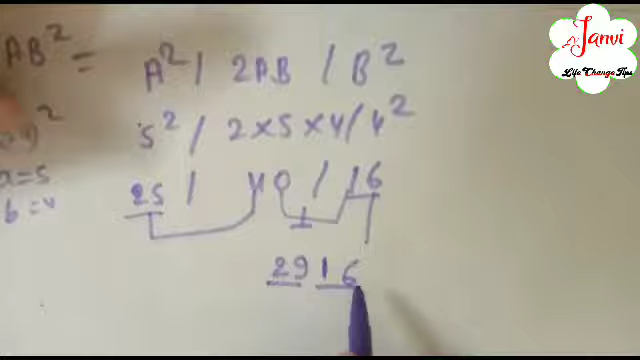 AB² = A² / 2AB / B²
5² / 2×5×4 / 4²
a=5
b=4
25 / 40 / 16
1
2916
Janvi
Life Change Tips